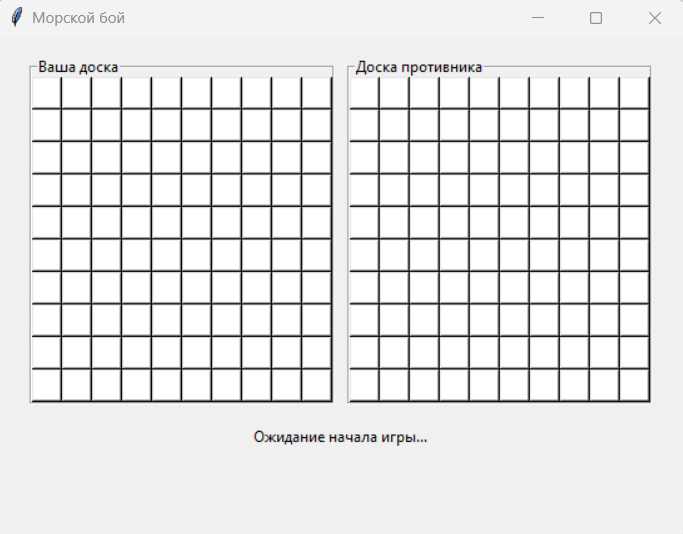 Морской бой
Ваша доска
Доска противника
Ожидание начала игры...